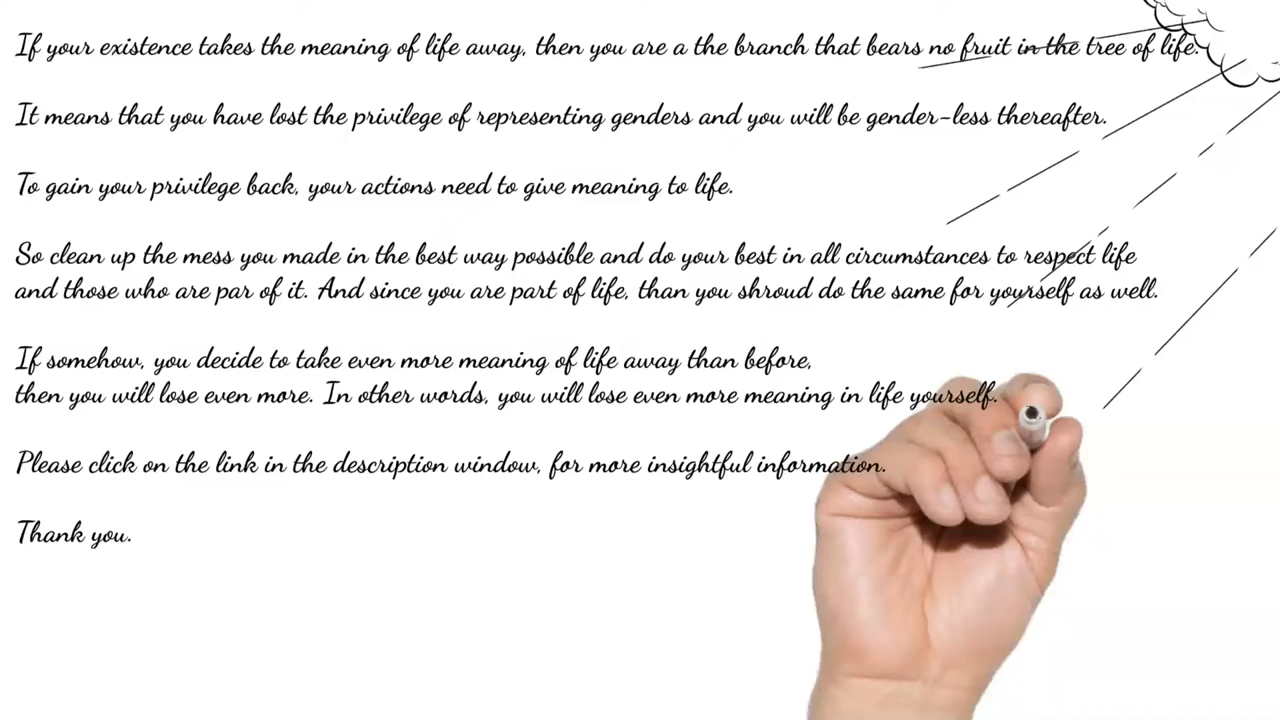 If your existence takes the meaning of life away, then you are a the branch that bears no fruit in the tree of life.
It means that you have lost the privilege of representing genders and you will be gender-less thereafter.
To gain your privilege back, your actions need to give meaning to life.
So clean up the mess you made in the best way possible and do your best in all circumstances to respect life
and those who are par of it. And since you are part of life, than you shroud do the same for yourself as well.
If somehow, you decide to take even more meaning of life away than before,
then you will lose even more. In other words, you will lose even more meaning in life yourself.
Please click on the link in the description window, for more insightful information.
Thank you.